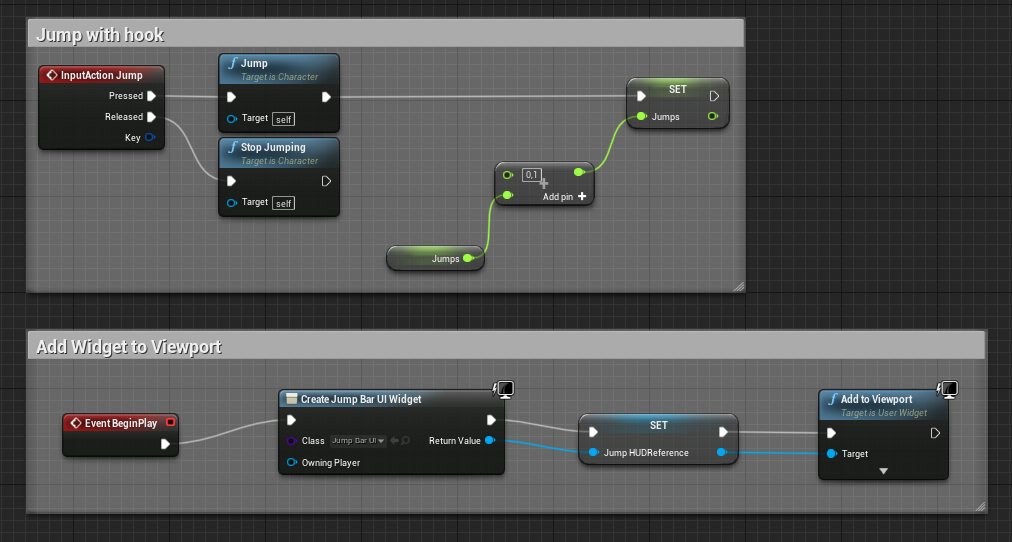 Jump with hook
InputAction Jump
Pressed
Released
Key
f Jump
Target is Character
Target self
f Stop Jumping
Target is Character
Target self
SET
Jumps
0,1
Add pin
Jumps
Add Widget to Viewport
Event BeginPlay
Create Jump Bar UI Widget
Class Jump Bar UI
Return Value
Owning Player
SET
Jump HUDReference
f Add to Viewport
Target is User Widget
Target